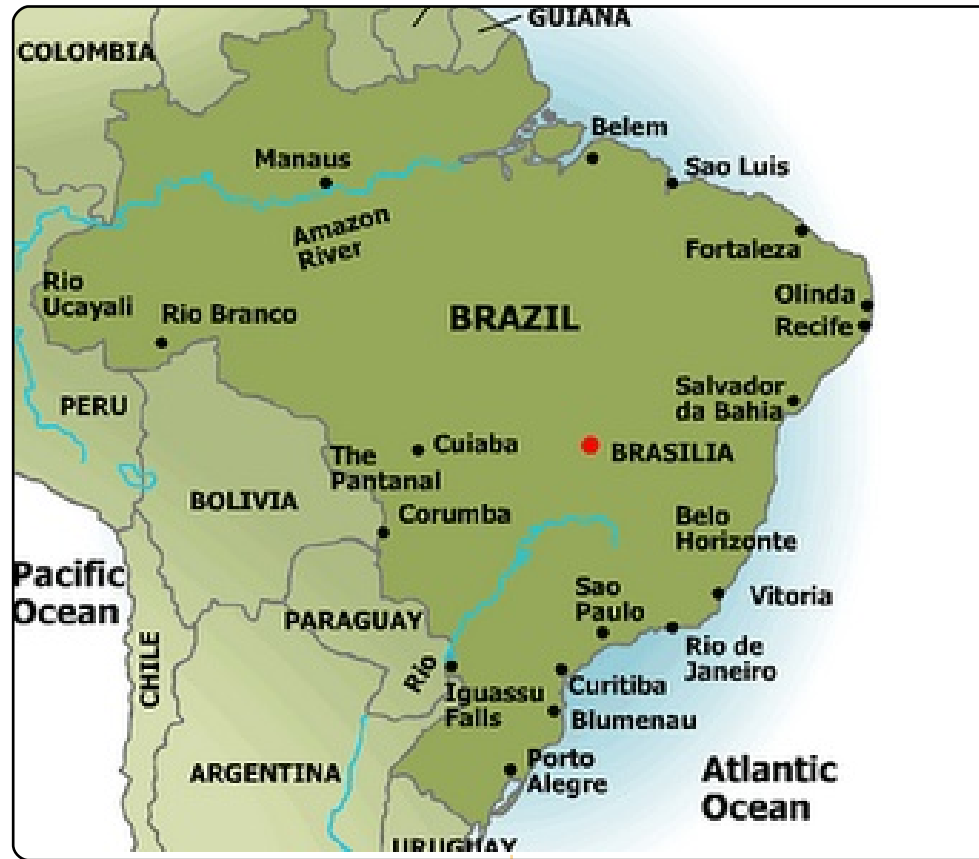 GUIANA
COLOMBIA
Belem
Manaus
Sao Luis
Amazon
River
Fortaleza
Rio
Ucayali
Rio Branco
Olinda
BRAZIL
Recife
Salvador
da Bahia
PERU
Cuiaba
BRASILIA
The
Pantanal
BOLIVIA
Corumba
Belo
Horizonte
Pacific
Ocean
Sao
Paulo
Vitoria
PARAGUAY
CHILE
Rio
Rio de
Janeiro
Iguassu
Falls
Curitiba
Blumenau
ARGENTINA
Porto
Alegre
Atlantic
Ocean
URUGUAY